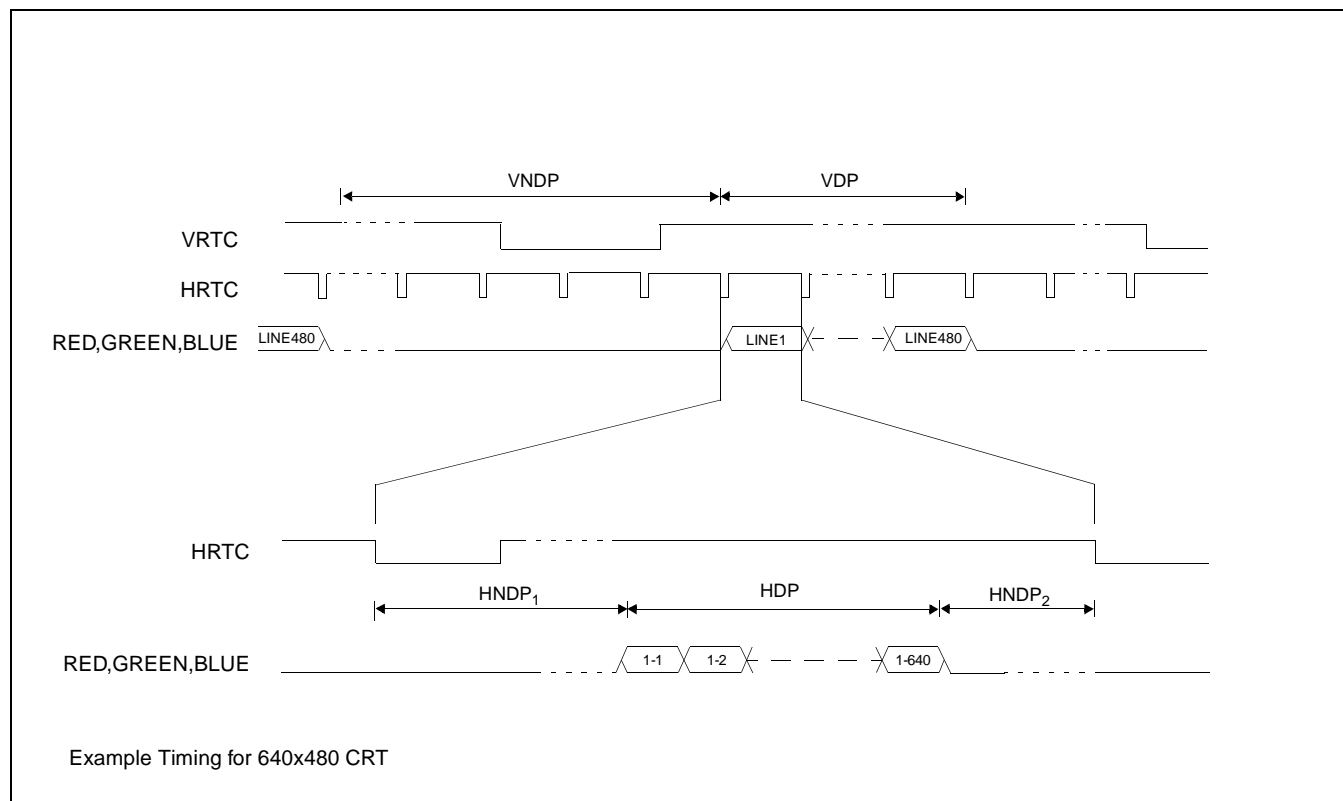 VNDP VDP
VRTC
HRTC
RED,GREEN,BLUE LINE480 LINE1 LINE480
HRTC
HNDP1 HDP HNDP2
RED,GREEN,BLUE 1-1 1-2 1-640
Example Timing for 640x480 CRT